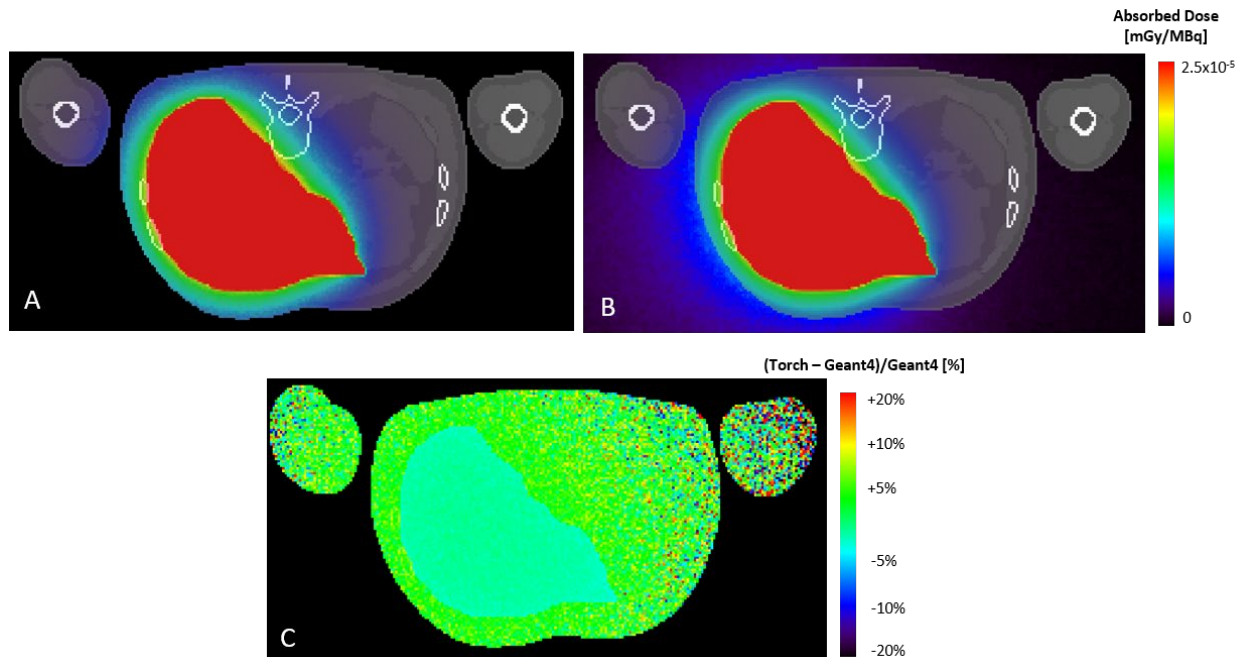 Absorbed Dose
[mGy/MBq]
2.5x10⁻⁵
0
A
B
(Torch – Geant4)/Geant4 [%]
+20%
+10%
+5%
-5%
-10%
-20%
C